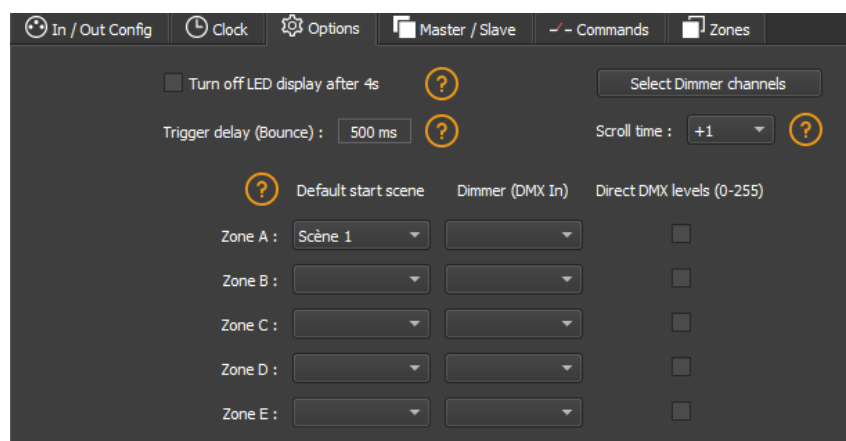 In / Out Config Clock Options Master / Slave Commands Zones
Turn off LED display after 4s ? Select Dimmer channels
Trigger delay (Bounce) : 500 ms ? Scroll time : +1 ?
? Default start scene Dimmer (DMX In) Direct DMX levels (0-255)
Zone A : Scène 1
Zone B :
Zone C :
Zone D :
Zone E :